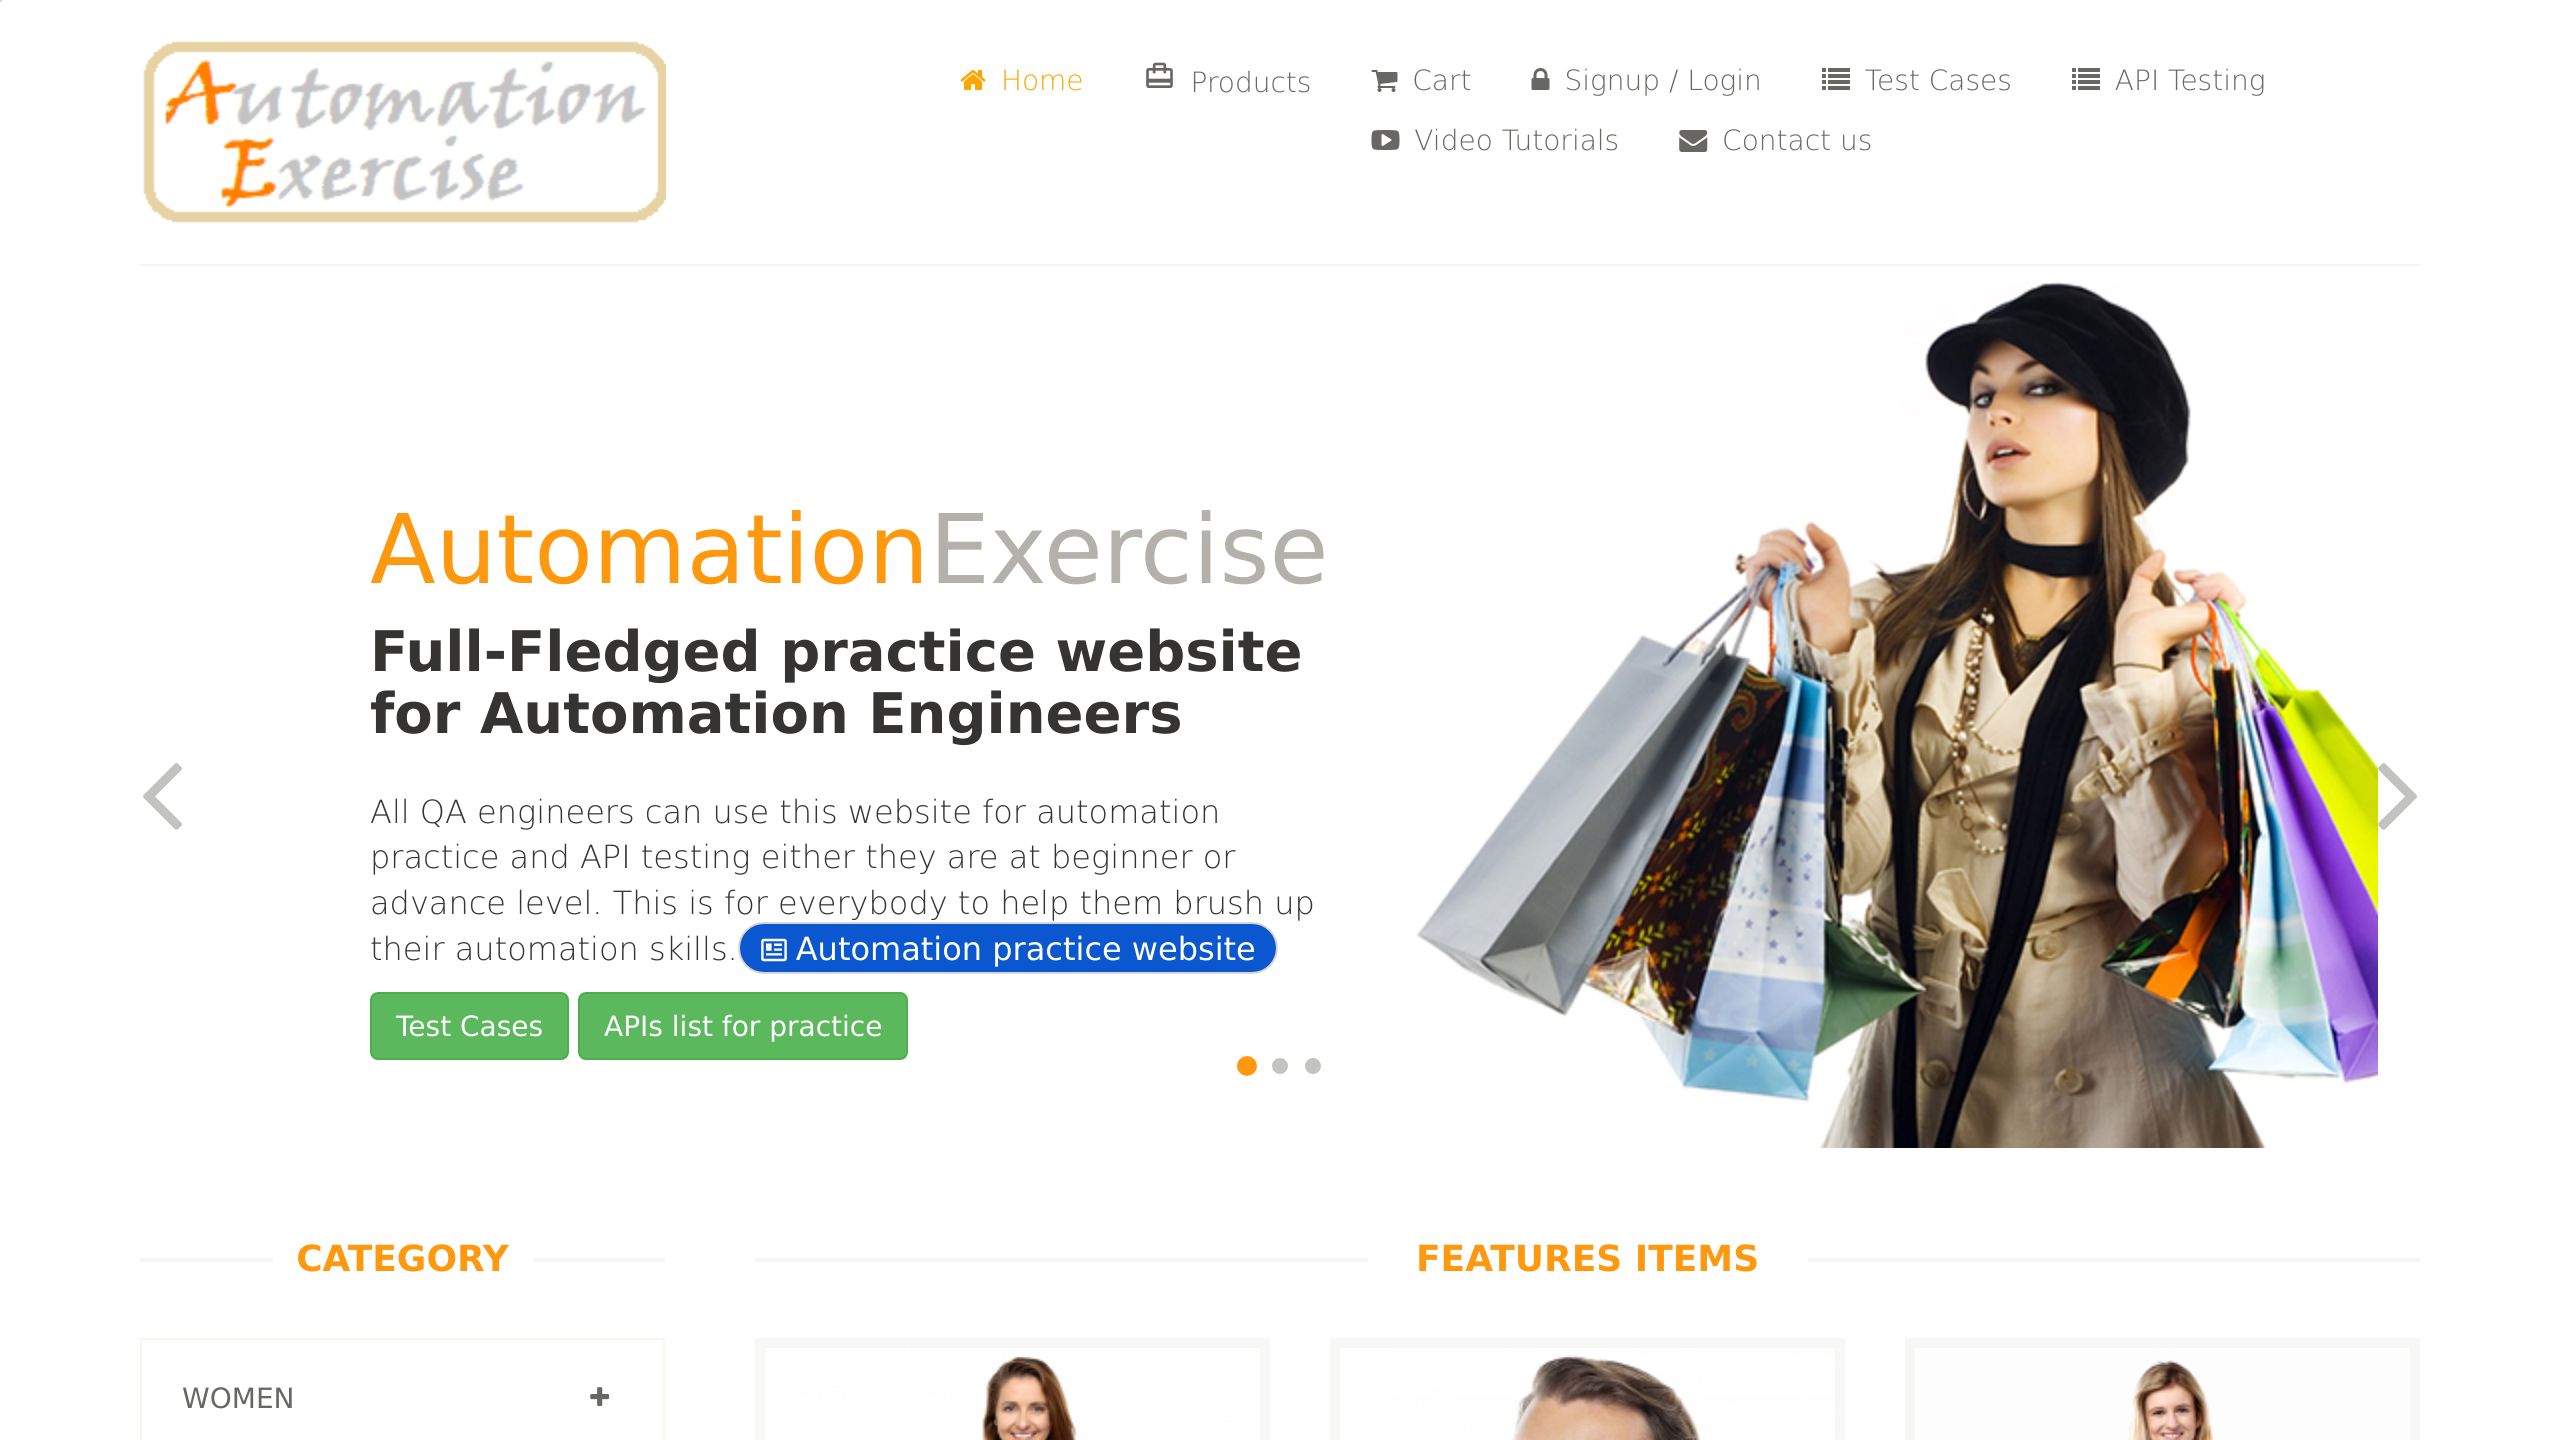 Automation
Exercise
Home
Products
Cart
Signup / Login
Test Cases
API Testing
Video Tutorials
Contact us
AutomationExercise
Full-Fledged practice website
for Automation Engineers
All QA engineers can use this website for automation
practice and API testing either they are at beginner or
advance level. This is for everybody to help them brush up
their automation skills. Automation practice website
Test Cases
APIs list for practice
CATEGORY
FEATURES ITEMS
WOMEN